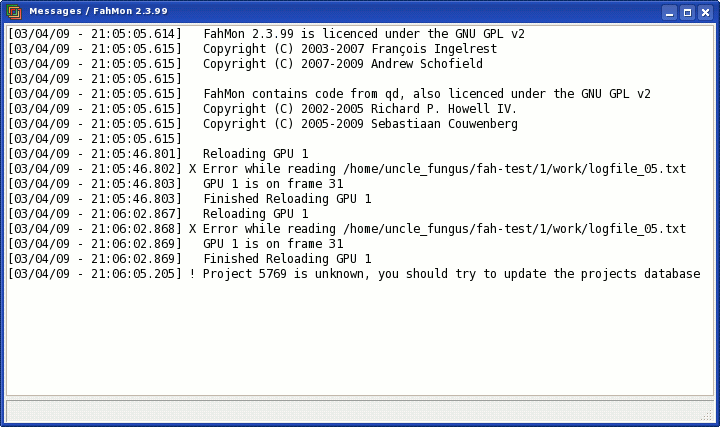 Messages / FahMon 2.3.99
[03/04/09 - 21:05:05.614]   FahMon 2.3.99 is licenced under the GNU GPL v2
[03/04/09 - 21:05:05.615]   Copyright (C) 2003-2007 François Ingelrest
[03/04/09 - 21:05:05.615]   Copyright (C) 2007-2009 Andrew Schofield
[03/04/09 - 21:05:05.615]
[03/04/09 - 21:05:05.615]   FahMon contains code from qd, also licenced under the GNU GPL v2
[03/04/09 - 21:05:05.615]   Copyright (C) 2002-2005 Richard P. Howell IV.
[03/04/09 - 21:05:05.615]   Copyright (C) 2005-2009 Sebastiaan Couwenberg
[03/04/09 - 21:05:05.615]
[03/04/09 - 21:05:46.801]   Reloading GPU 1
[03/04/09 - 21:05:46.802] X Error while reading /home/uncle_fungus/fah-test/1/work/logfile_05.txt
[03/04/09 - 21:05:46.803]   GPU 1 is on frame 31
[03/04/09 - 21:05:46.803]   Finished Reloading GPU 1
[03/04/09 - 21:06:02.867]   Reloading GPU 1
[03/04/09 - 21:06:02.868] X Error while reading /home/uncle_fungus/fah-test/1/work/logfile_05.txt
[03/04/09 - 21:06:02.869]   GPU 1 is on frame 31
[03/04/09 - 21:06:02.869]   Finished Reloading GPU 1
[03/04/09 - 21:06:05.205] ! Project 5769 is unknown, you should try to update the projects database